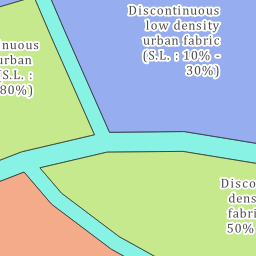 Discontinuous
low density
urban fabric
(S.L. : 10% -
30%)
inuous
urban
(S.L. :
80%)
Disco
dens
fabri
50%